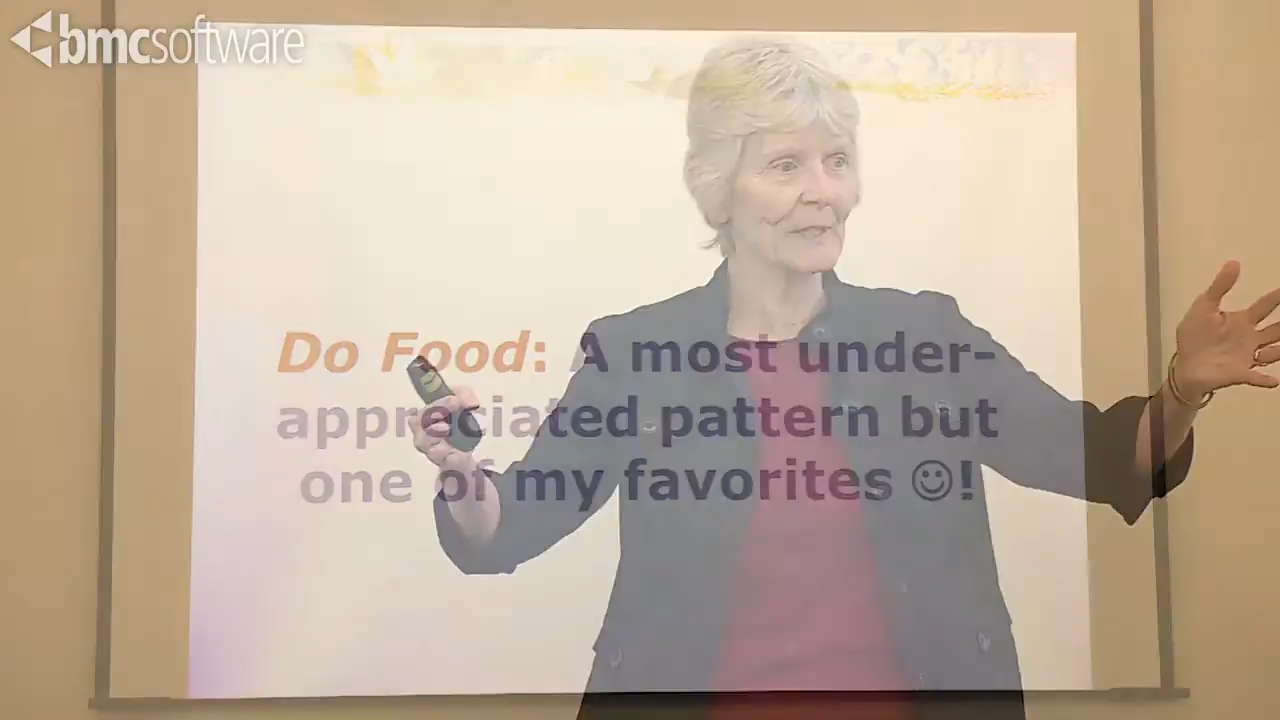 bmcsoftware
Do Food: A most under-
appreciated pattern but
one of my favorites ☺!